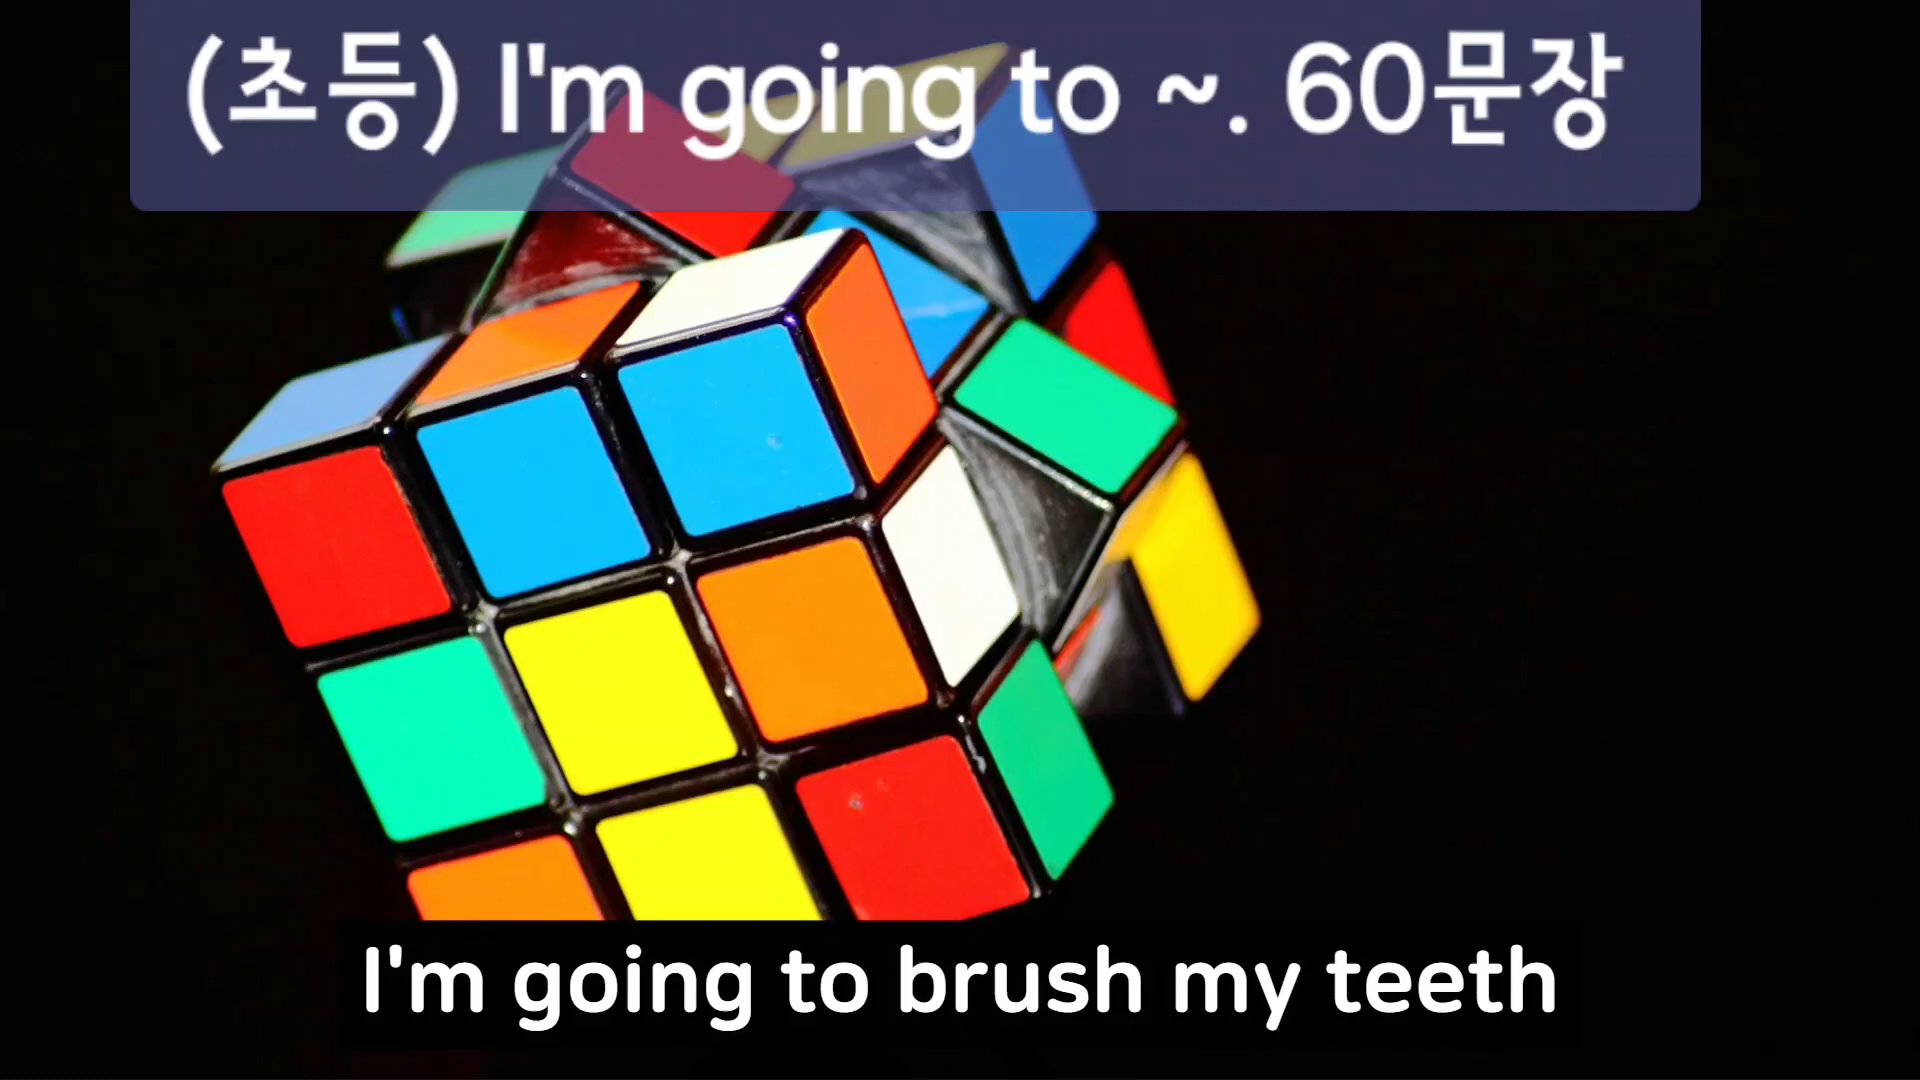 (초등) I'm going to ~. 60문장
I'm going to brush my teeth